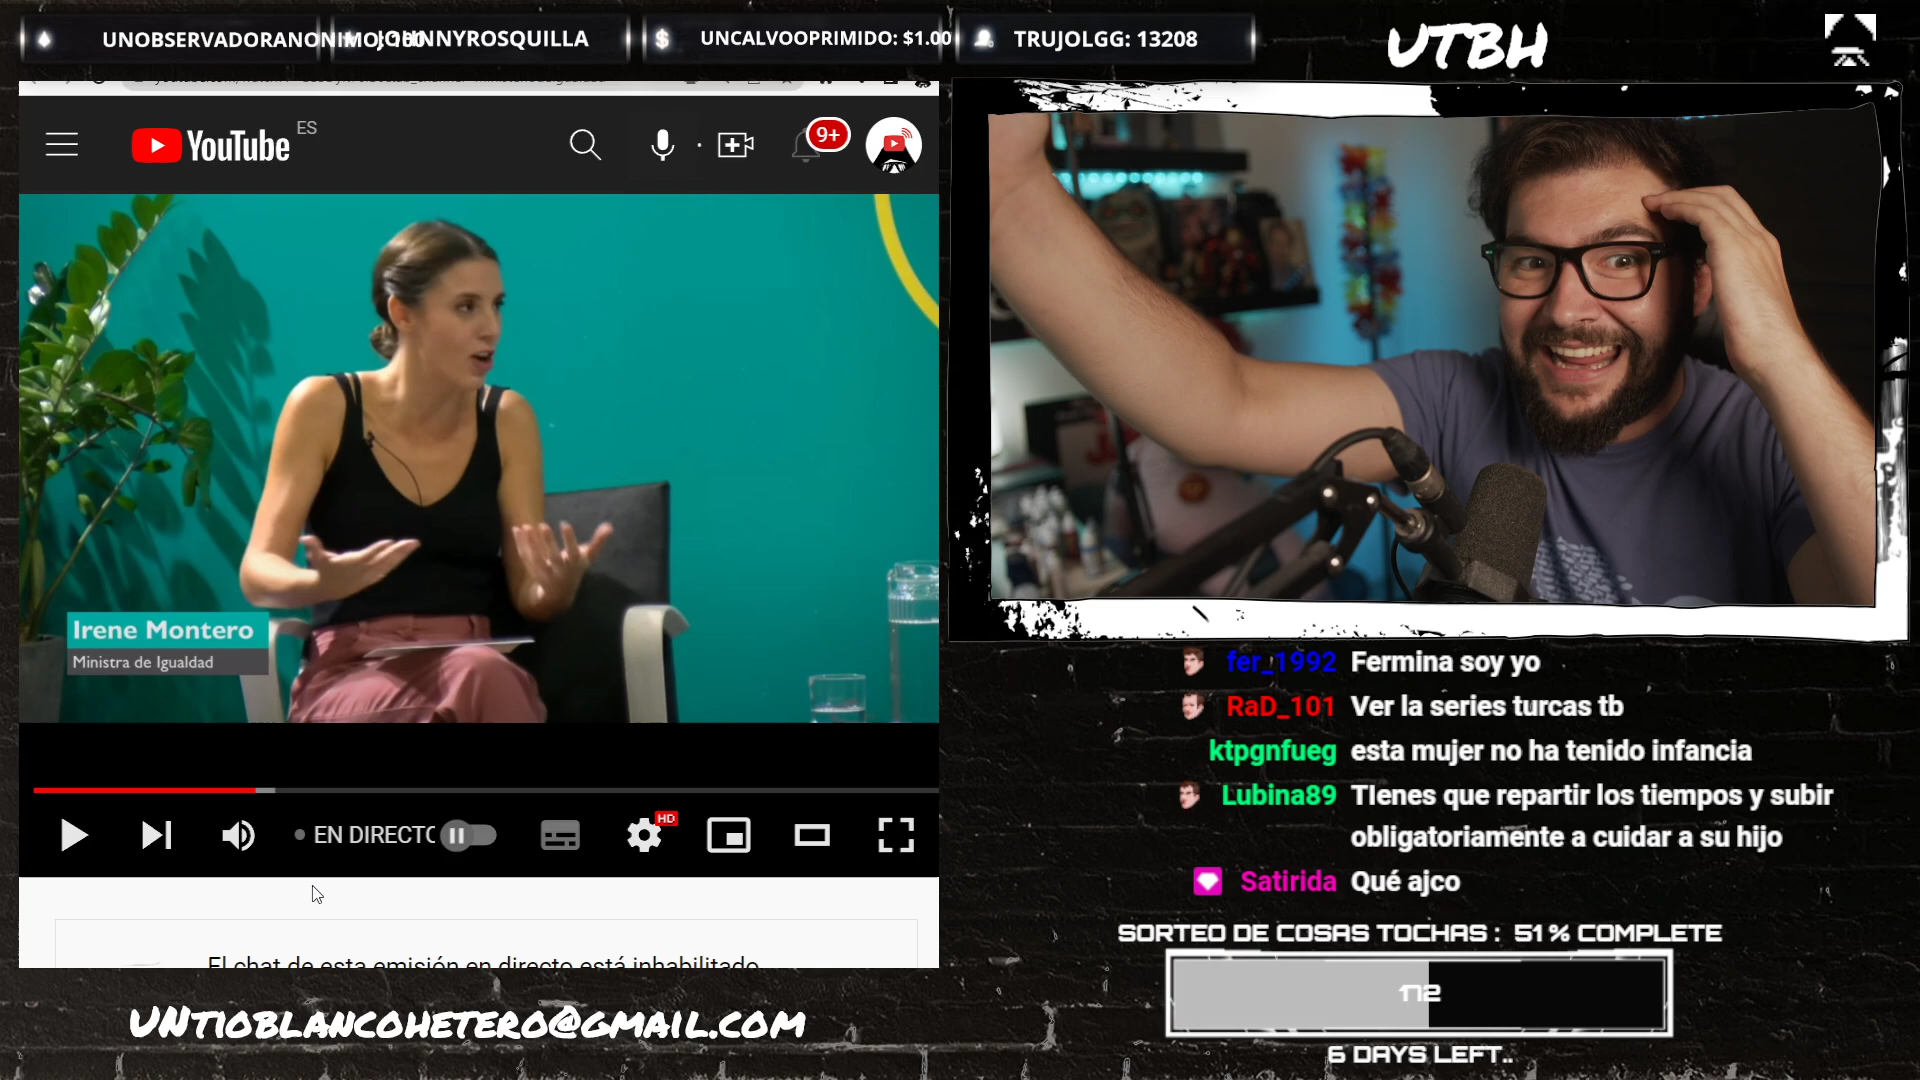 UNOBSERVADORANONIMO: 100
JOHNNYROSQUILLA
UNCALVOOPRIMIDO: $1.00
TRUJOLGG: 13208
UTBH
YouTube ES
9+
Irene Montero
Ministra de Igualdad
EN DIRECTO
HD
El chat de esta emisión en directo está inhabilitado
UNTIOBLANCOHETERO@GMAIL.COM
fer_1992 Fermina soy yo
RaD_101 Ver la series turcas tb
ktpgnfueg esta mujer no ha tenido infancia
Lubina89 TIenes que repartir los tiempos y subir
obligatoriamente a cuidar a su hijo
Satirida Qué ajco
SORTEO DE COSAS TOCHAS : 51% COMPLETE
172
6 DAYS LEFT..